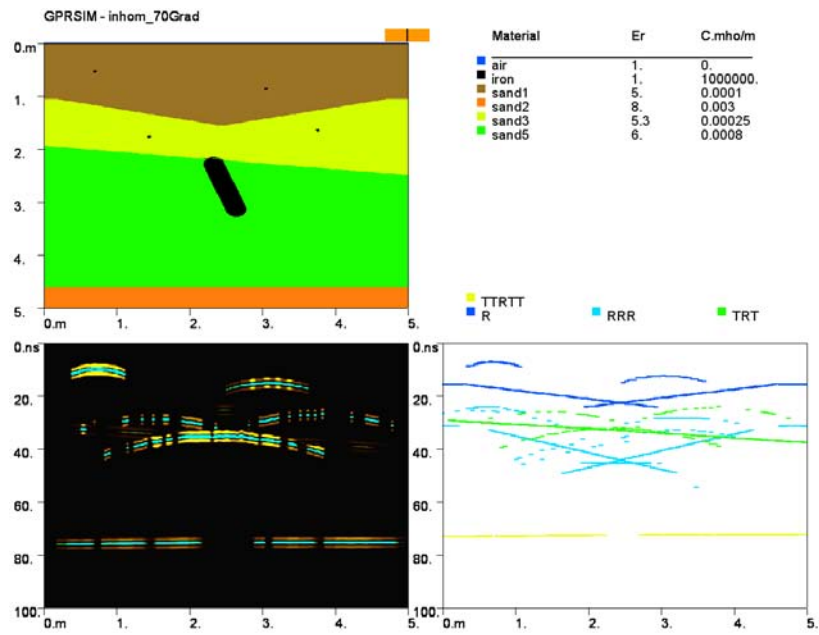 GPRSIM - inhom_70Grad
Material Er C.mho/m
air 1. 0.
iron 1. 1000000.
sand1 5. 0.0001
sand2 8. 0.003
sand3 5.3 0.00025
sand5 6. 0.0008
0.m
1.
2.
3.
4.
5.
0.m 1. 2. 3. 4. 5.
TTRTT
R RRR TRT
0.ns
20.
40.
60.
80.
100.
0.m 1. 2. 3. 4. 5.
0.ns
20.
40.
60.
80.
100.
0.m 1. 2. 3. 4. 5.